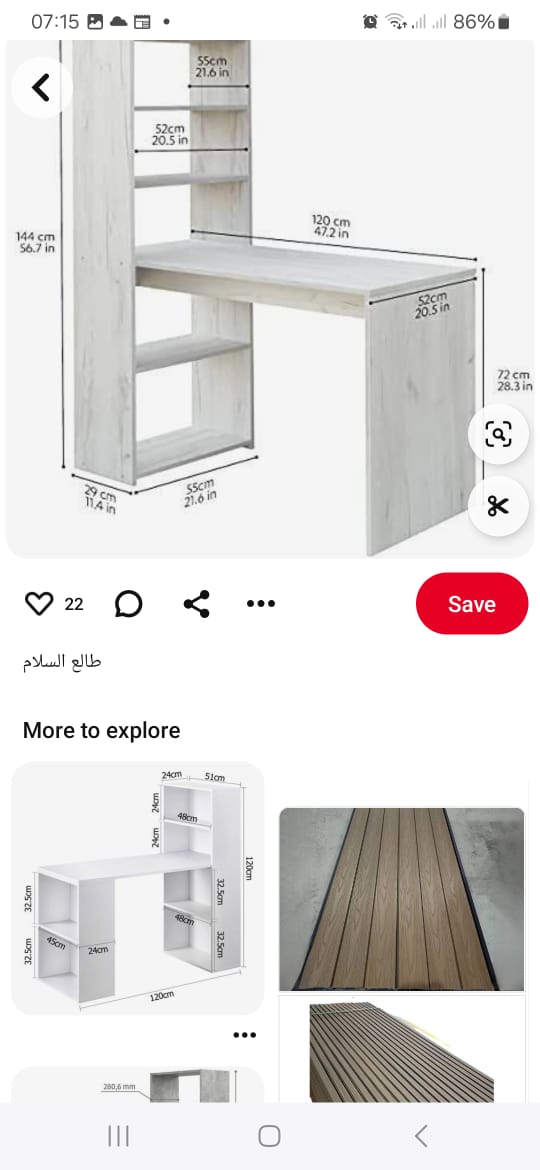 07:15
86%
55cm
21.6 in
52cm
20.5 in
120 cm
47.2 in
144 cm
56.7 in
52cm
20.5 in
72 cm
28.3 in
29 cm
11.4 in
55cm
21.6 in
22
Save
طالع السلام
More to explore
24cm
51cm
24cm
48cm
24cm
120cm
32.5cm
32.5cm
48cm
45cm
24cm
32.5cm
32.5cm
120cm
280,6 mm